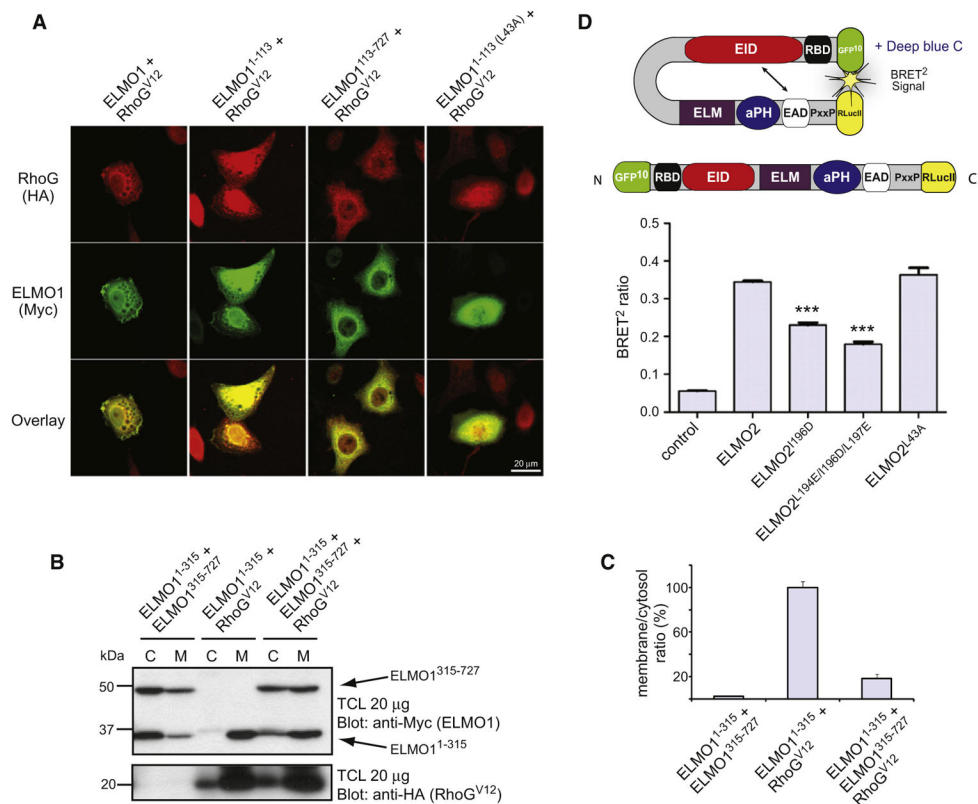 A
ELMO1 +
RhoG^V12
ELMO1^1-113 +
RhoG^V12
ELMO1^113-727 +
RhoG^V12
ELMO1^1-113 (L43A) +
RhoG^V12
RhoG
(HA)
ELMO1
(Myc)
Overlay
20 µm
B
ELMO1^1-315 +
ELMO1^315-727
ELMO1^1-315 +
RhoG^V12
ELMO1^1-315 +
ELMO1^315-727 +
RhoG^V12
kDa
C M C M C M
50
37
20
ELMO1^315-727
TCL 20 µg
Blot: anti-Myc (ELMO1)
ELMO1^1-315
TCL 20 µg
Blot: anti-HA (RhoG^V12)
D
EID RBD GFP^10
+ Deep blue C
BRET^2
Signal
ELM aPH EAD PxxP RLucII
N GFP^10 RBD EID ELM aPH EAD PxxP RLucII C
BRET^2 ratio
0.4
0.3
0.2
0.1
0.0
***
***
control
ELMO2
ELMO2^I196D
ELMO2^L194E/I196D/L197E
ELMO2^L43A
C
membrane/cytosol
ratio (%)
100
60
20
ELMO1^1-315 +
ELMO1^315-727
ELMO1^1-315 +
RhoG^V12
ELMO1^1-315 +
ELMO1^315-727 +
RhoG^V12